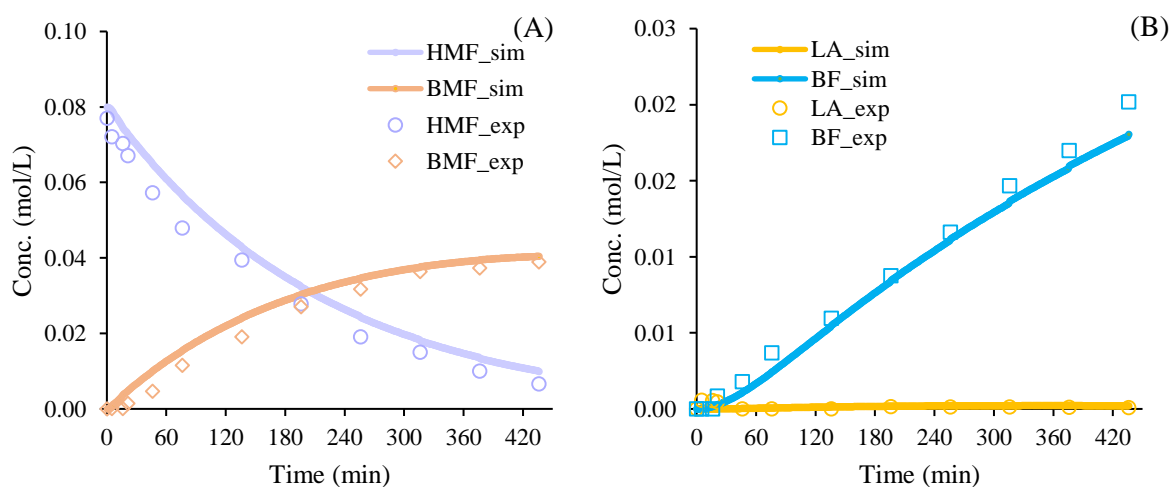 (A)
HMF_sim
BMF_sim
HMF_exp
BMF_exp
Conc. (mol/L)
0.10
0.08
0.06
0.04
0.02
0.00
0 60 120 180 240 300 360 420
Time (min)
(B)
LA_sim
BF_sim
LA_exp
BF_exp
Conc. (mol/L)
0.03
0.02
0.02
0.01
0.01
0.00
0 60 120 180 240 300 360 420
Time (min)